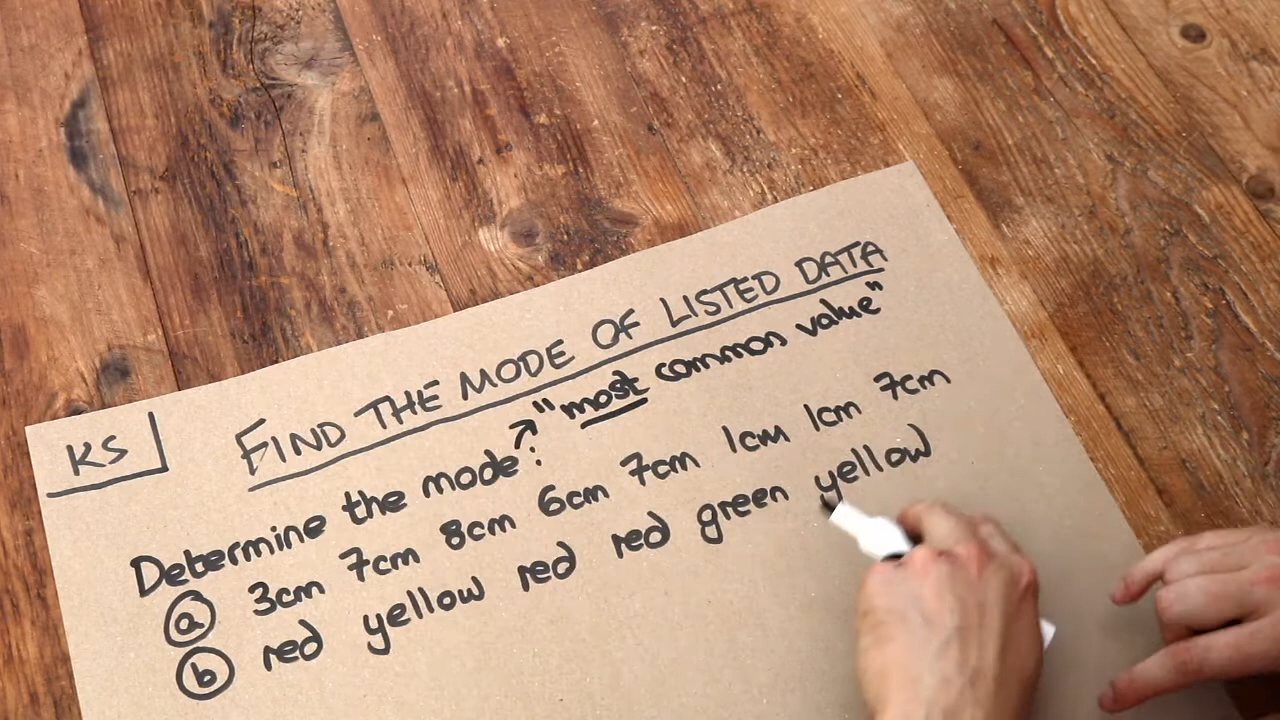 KS
FIND THE MODE OF LISTED DATA
"most common value"
Determine the mode:
a 3cm 7cm 8cm 6cm 7cm 1cm 1cm 7cm
b red yellow red red green yellow